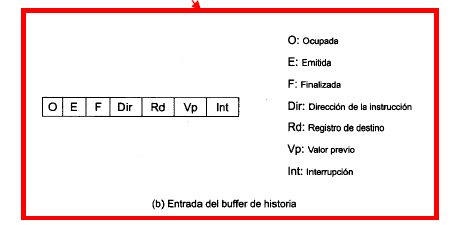 O: Ocupada
E: Emitida
F: Finalizada
O E F Dir Rd Vp Int
Dir: Dirección de la instrucción
Rd: Registro de destino
Vp: Valor previo
Int: Interrupción
(b) Entrada del buffer de historia